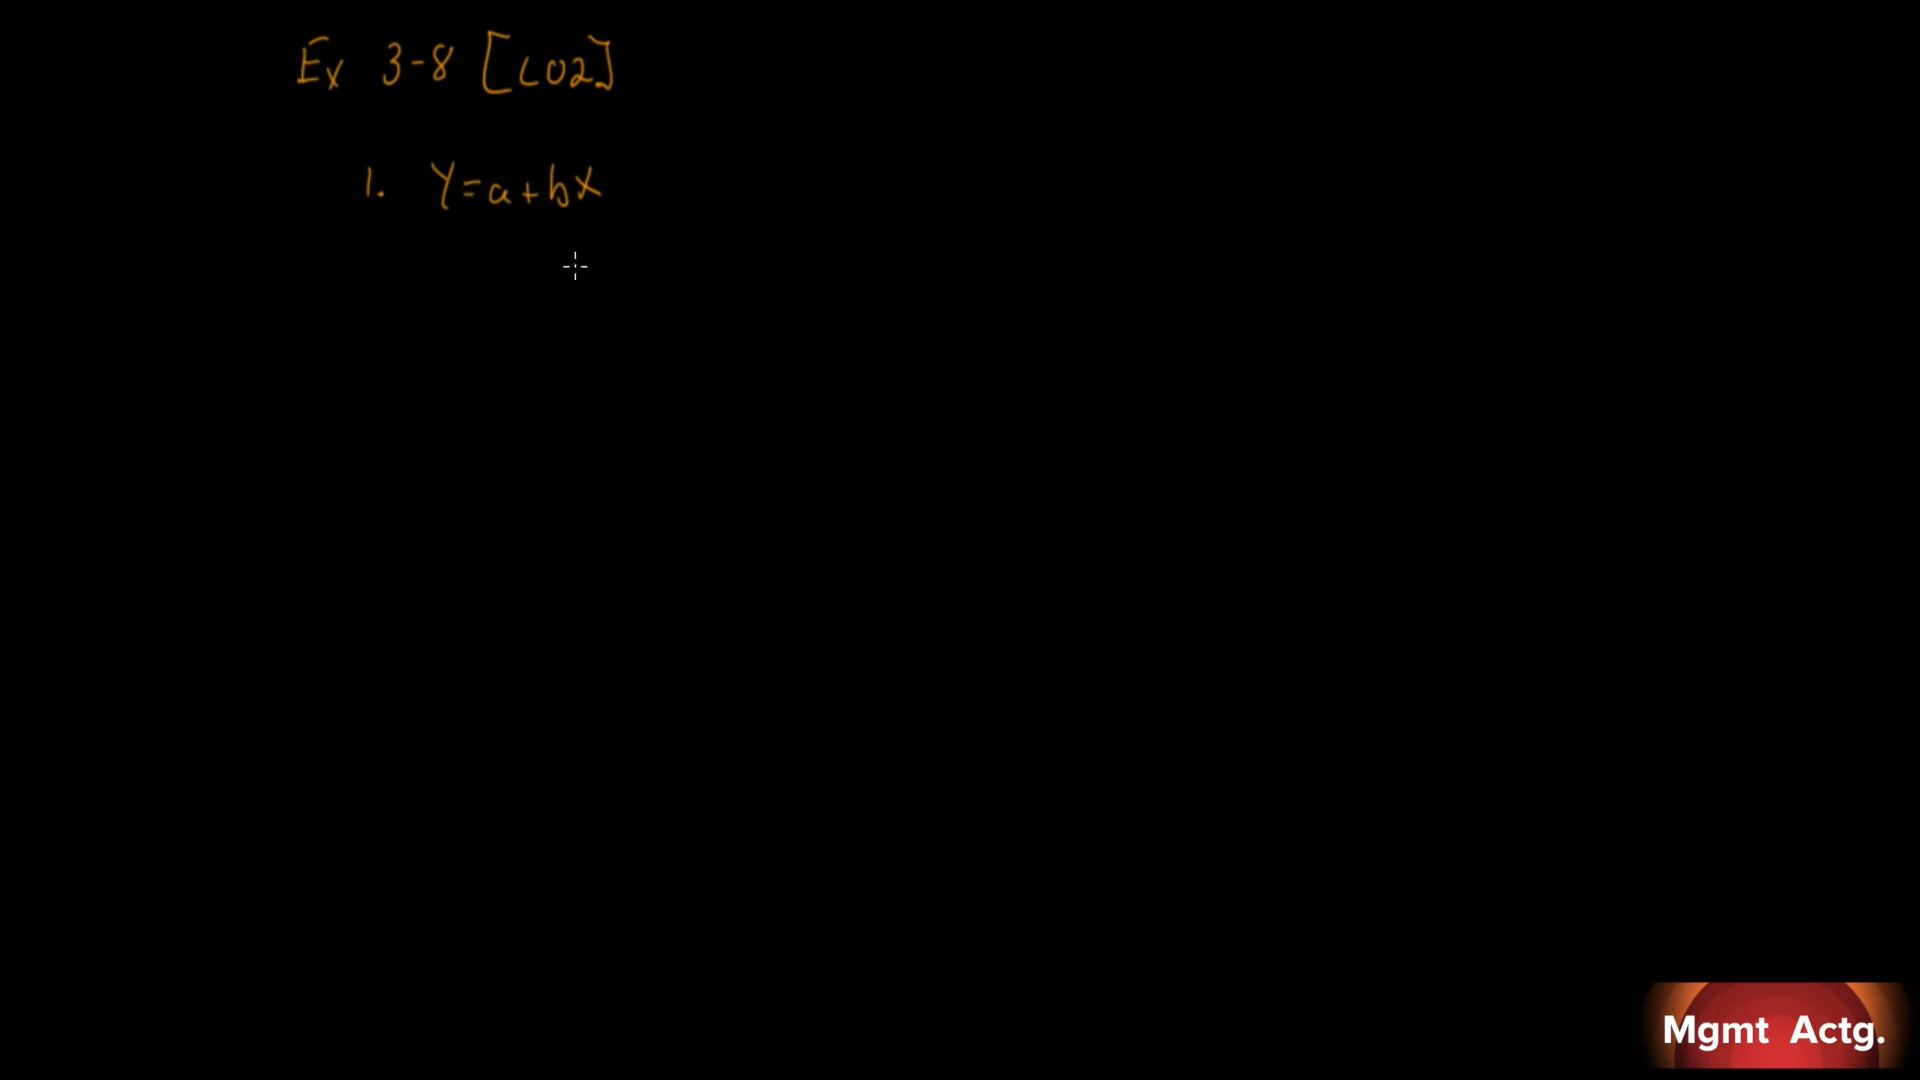 Ex 3-8 [LO2]
1. Y=a+bX
Mgmt Actg.